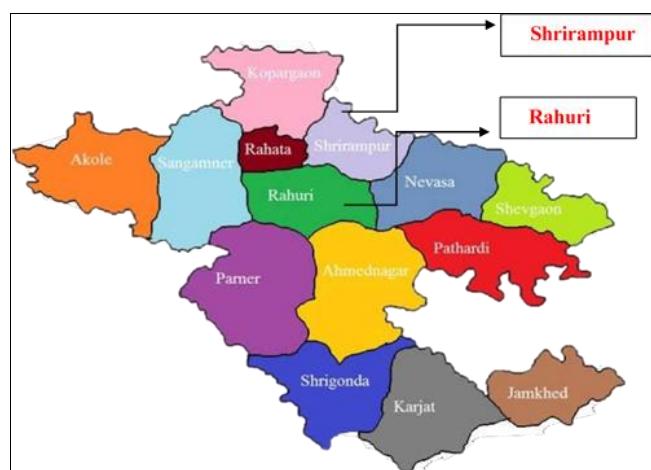 Shrirampur
Kopargaon
Rahuri
Akole
Sangamner
Rahata
Shrirampur
Nevasa
Rahuri
Shevgaon
Pathardi
Parner
Ahmednagar
Shrigonda
Karjat
Jamkhed